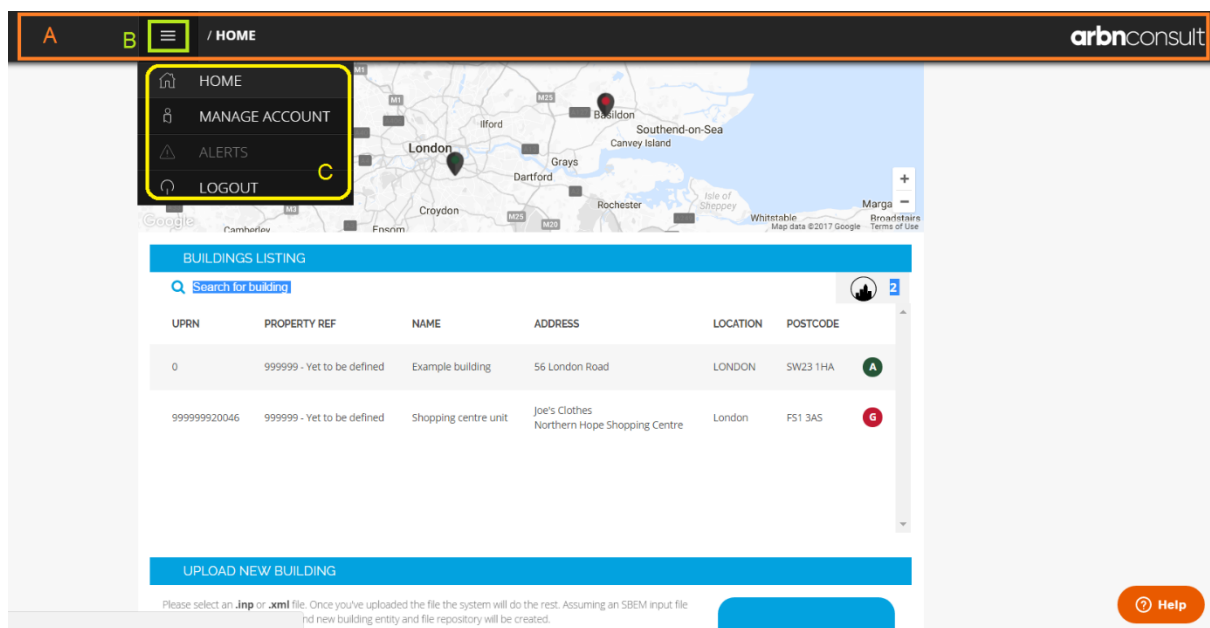 A
B
/ HOME
arbnconsult
HOME
MANAGE ACCOUNT
ALERTS
LOGOUT
C
M1
M1
M25
Basildon
Ilford
Southend-on-Sea
London
Canvey Island
Grays
Dartford
Isle of
Sheppey
Rochester
+
−
M3
Croydon
M25
M20
Whitstable
Marga
Broadstairs
Google
Camberley
Epsom
Map data ©2017 Google
Terms of Use
BUILDINGS LISTING
Search for building
2
UPRN PROPERTY REF NAME ADDRESS LOCATION POSTCODE
0 999999 - Yet to be defined Example building 56 London Road LONDON SW23 1HA A
999999920046 999999 - Yet to be defined Shopping centre unit Joe's Clothes London FS1 3AS G
Northern Hope Shopping Centre
UPLOAD NEW BUILDING
Please select an .inp or .xml file. Once you've uploaded the file the system will do the rest. Assuming an SBEM input file
nd new building entity and file repository will be created.
? Help